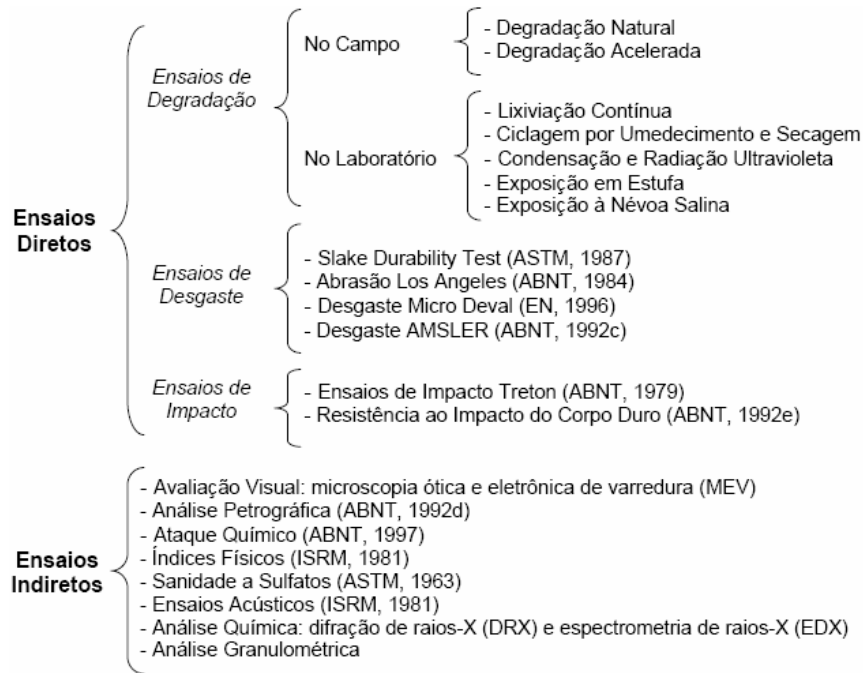 Ensaios
Diretos
Ensaios de
Degradação
No Campo
- Degradação Natural
- Degradação Acelerada
No Laboratório
- Lixiviação Contínua
- Ciclagem por Umedecimento e Secagem
- Condensação e Radiação Ultravioleta
- Exposição em Estufa
- Exposição à Névoa Salina
Ensaios de
Desgaste
- Slake Durability Test (ASTM, 1987)
- Abrasão Los Angeles (ABNT, 1984)
- Desgaste Micro Deval (EN, 1996)
- Desgaste AMSLER (ABNT, 1992c)
Ensaios de
Impacto
- Ensaios de Impacto Treton (ABNT, 1979)
- Resistência ao Impacto do Corpo Duro (ABNT, 1992e)
Ensaios
Indiretos
- Avaliação Visual: microscopia ótica e eletrônica de varredura (MEV)
- Análise Petrográfica (ABNT, 1992d)
- Ataque Químico (ABNT, 1997)
- Índices Físicos (ISRM, 1981)
- Sanidade a Sulfatos (ASTM, 1963)
- Ensaios Acústicos (ISRM, 1981)
- Análise Química: difração de raios-X (DRX) e espectrometria de raios-X (EDX)
- Análise Granulométrica